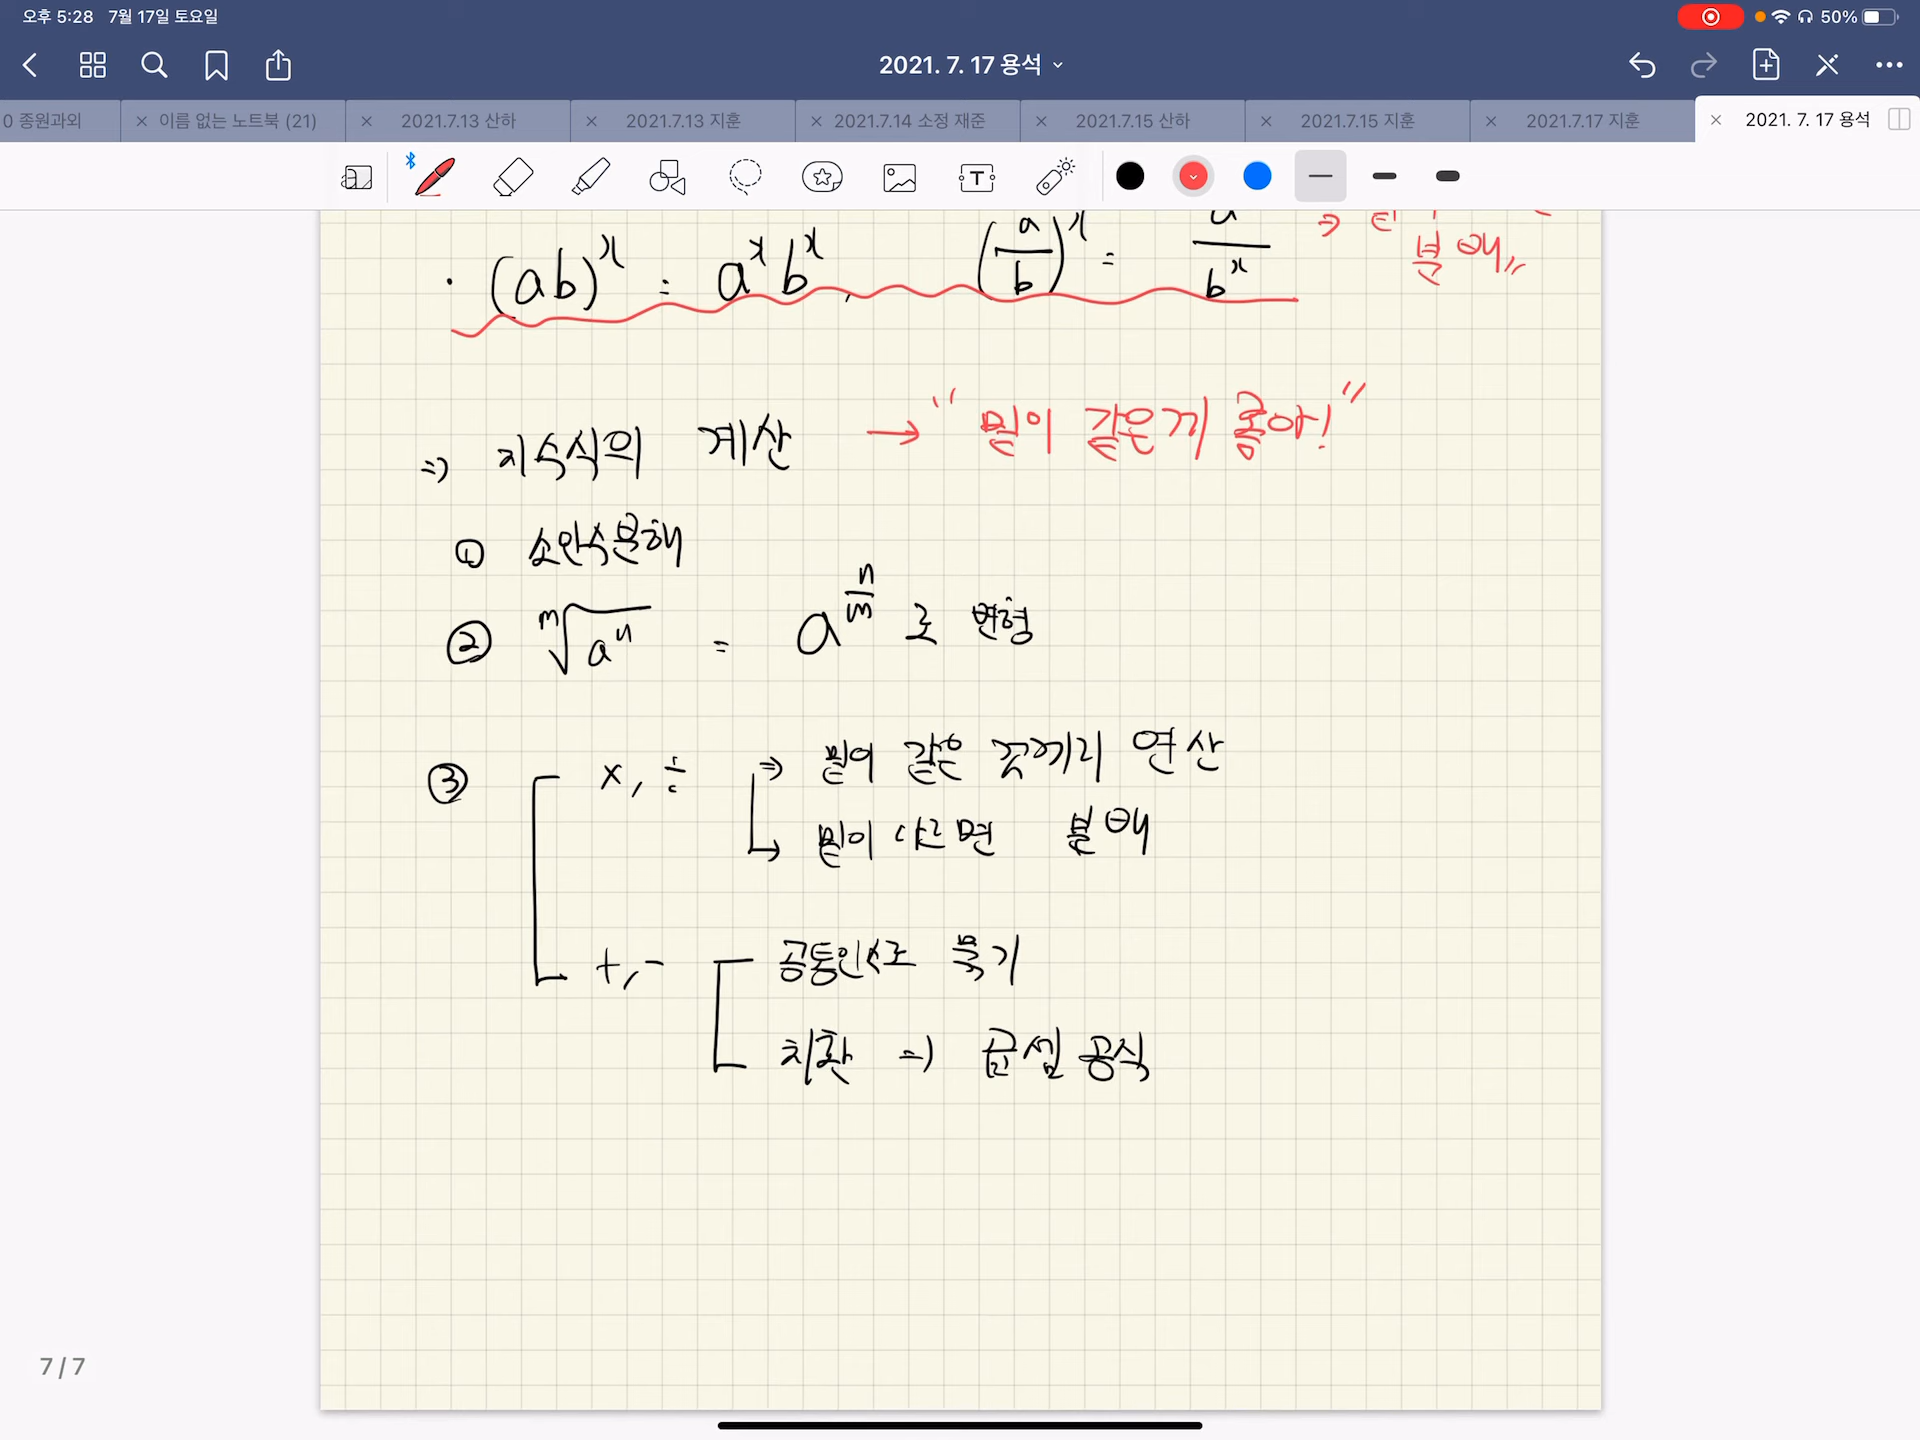 오후 5:28 7월 17일 토요일 50%
2021. 7. 17 용석
0 종원과외 이름 없는 노트북 (21) 2021.7.13 산하 2021.7.13 지훈 2021.7.14 소정 재준 2021.7.15 산하 2021.7.15 지훈 2021.7.17 지훈 2021. 7. 17 용석
· (ab)^x = a^x b^x, (a/b)^x = a/b^x ⇒
분배
⇒ 지수식의 계산 → "밑이 같은게 좋아!"
① 소인수분해
② ᵐ√aⁿ = a^(n/m) 로 변형
③ ×, ÷ ⇒ 밑이 같은 것끼리 연산
→ 밑이 다르면 분배
+, - 공통인수로 묶기
치환 ⇒ 곱셈 공식
7 / 7